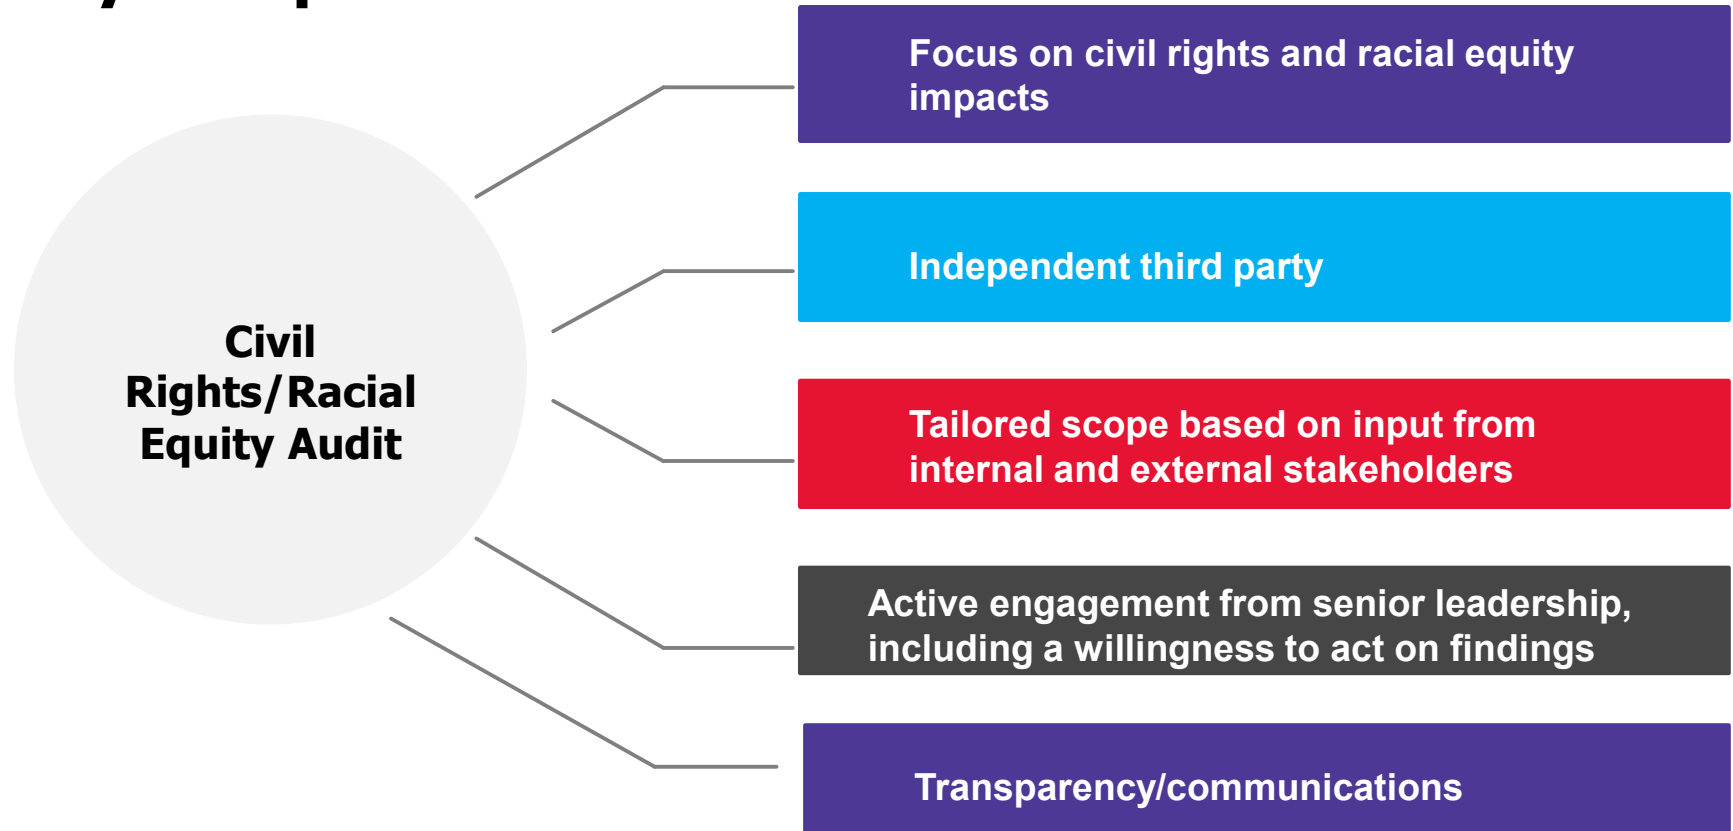 Focus on civil rights and racial equity
impacts
Independent third party
Civil
Rights/Racial
Equity Audit
Tailored scope based on input from
internal and external stakeholders
Active engagement from senior leadership,
including a willingness to act on findings
Transparency/communications